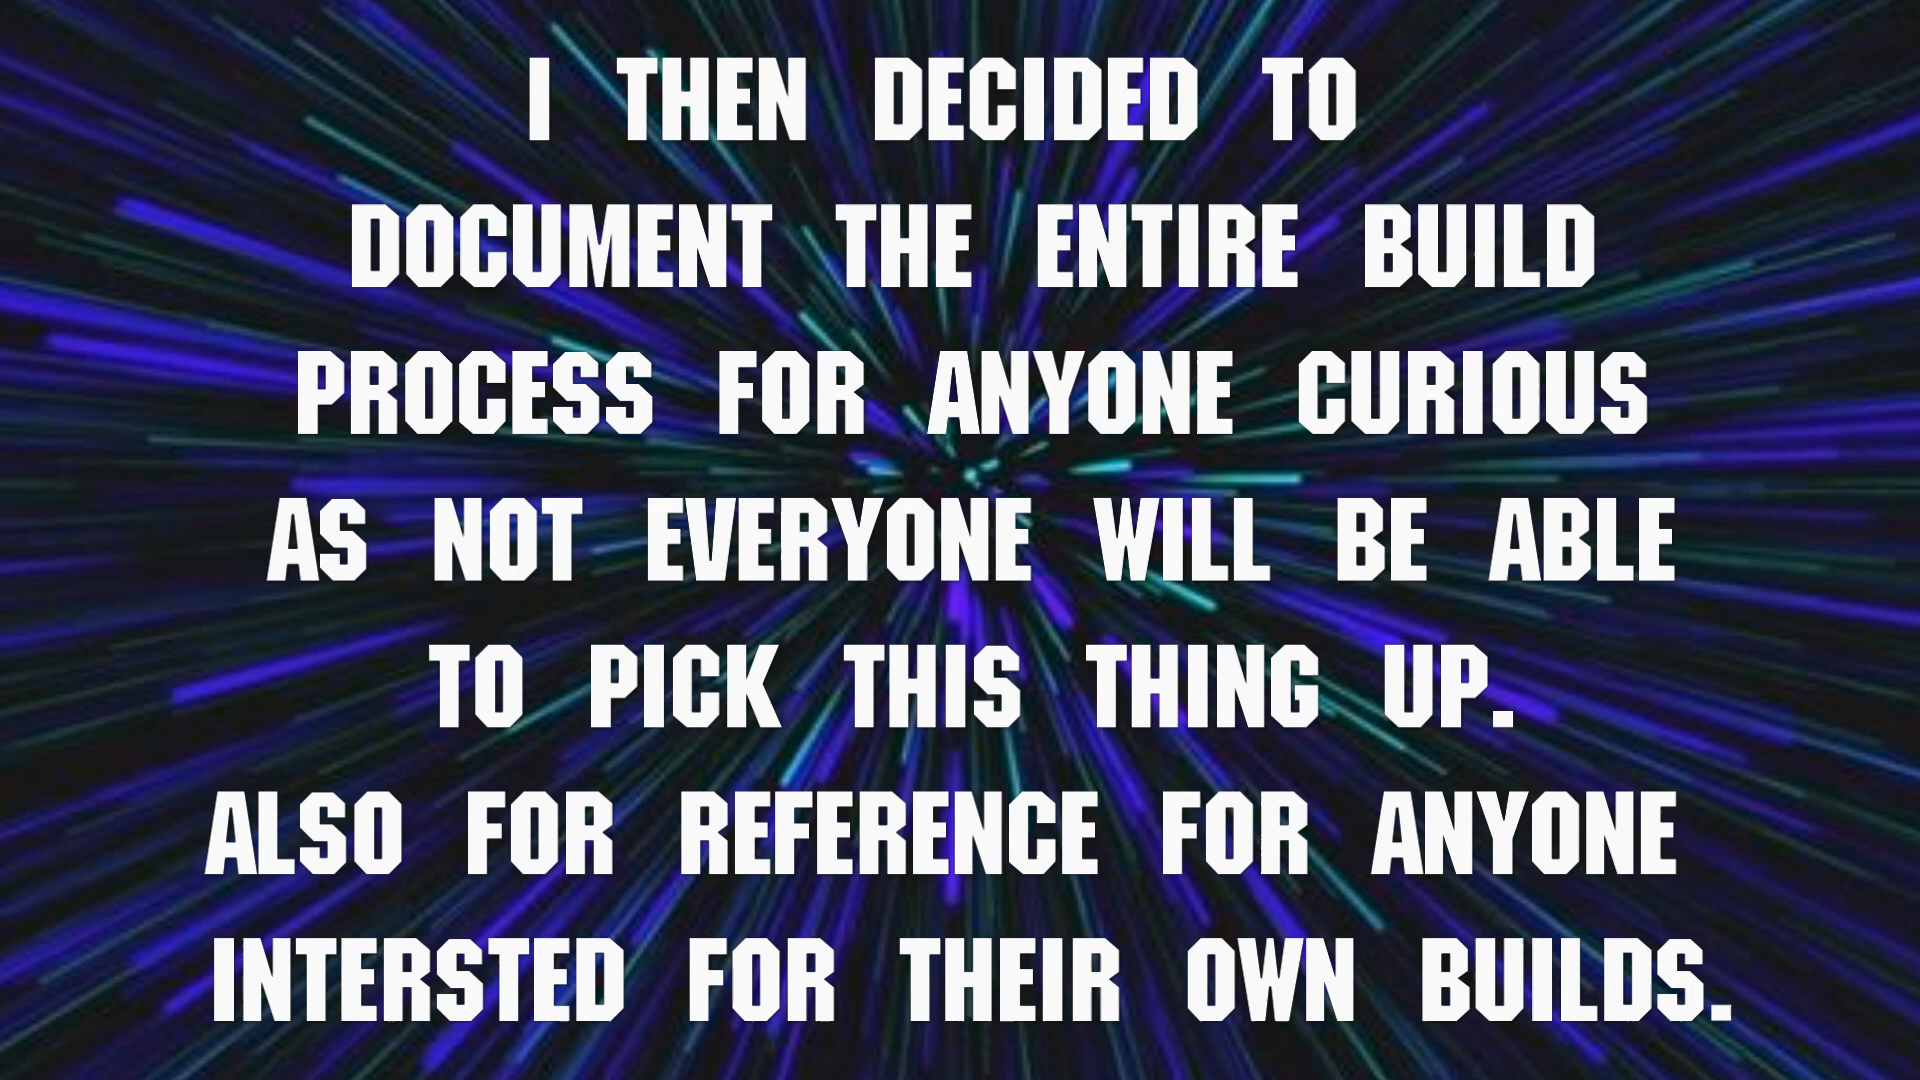 I THEN DECIDED TO
DOCUMENT THE ENTIRE BUILD
PROCESS FOR ANYONE CURIOUS
AS NOT EVERYONE WILL BE ABLE
TO PICK THIS THING UP.
ALSO FOR REFERENCE FOR ANYONE
INTERSTED FOR THEIR OWN BUILDS.